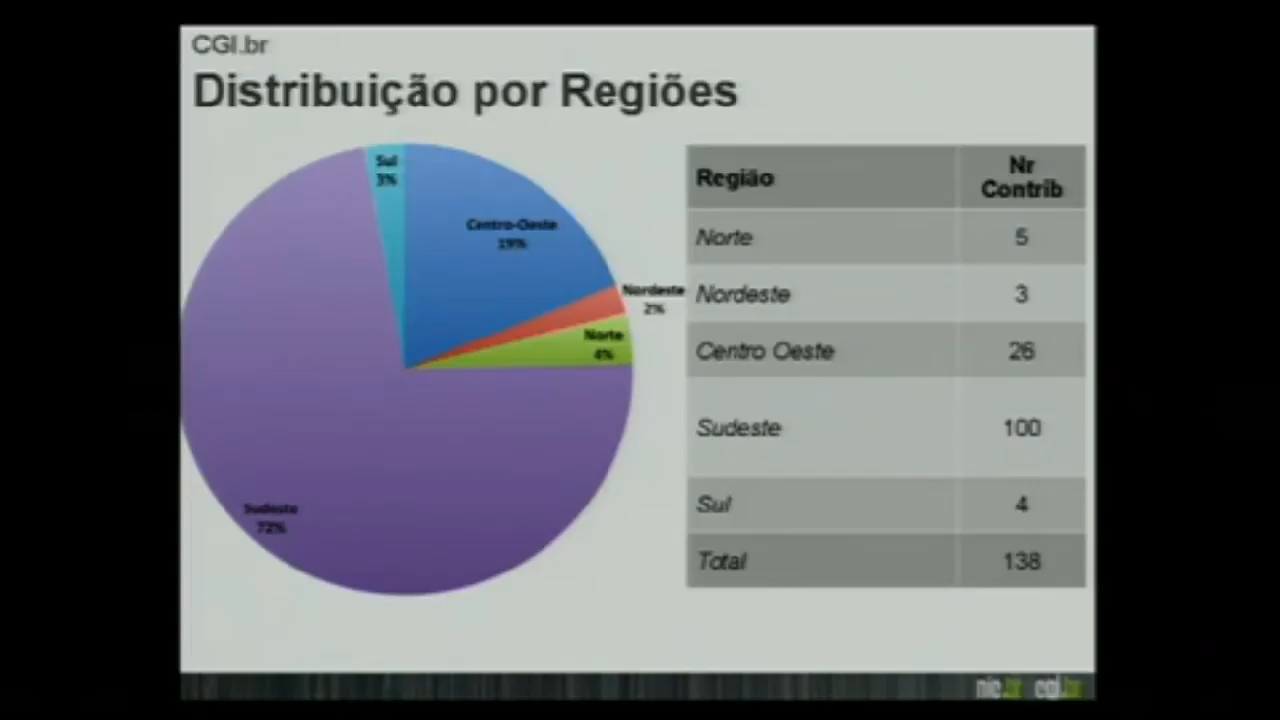 CGI.br
Distribuição por Regiões
Sul
3%
Centro-Oeste
19%
Nordeste
2%
Norte
4%
Sudeste
72%
Região
Nr
Contrib
Norte
5
Nordeste
3
Centro Oeste
26
Sudeste
100
Sul
4
Total
138
nic.br cgi.br